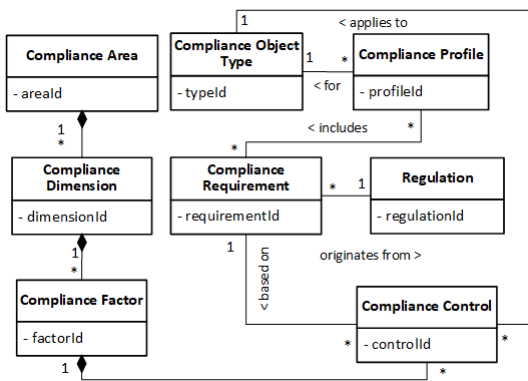 1
< applies to
Compliance Area
- areaId
Compliance Object
Type
- typeId
1
*
< for
Compliance Profile
- profileId
1
*
< includes
*
*
Compliance
Dimension
- dimensionId
Compliance
Requirement
- requirementId
*
1
Regulation
- regulationId
1
*
1
< based on
originates from >
Compliance Factor
- factorId
Compliance Control
- controlId
*
*
1
*